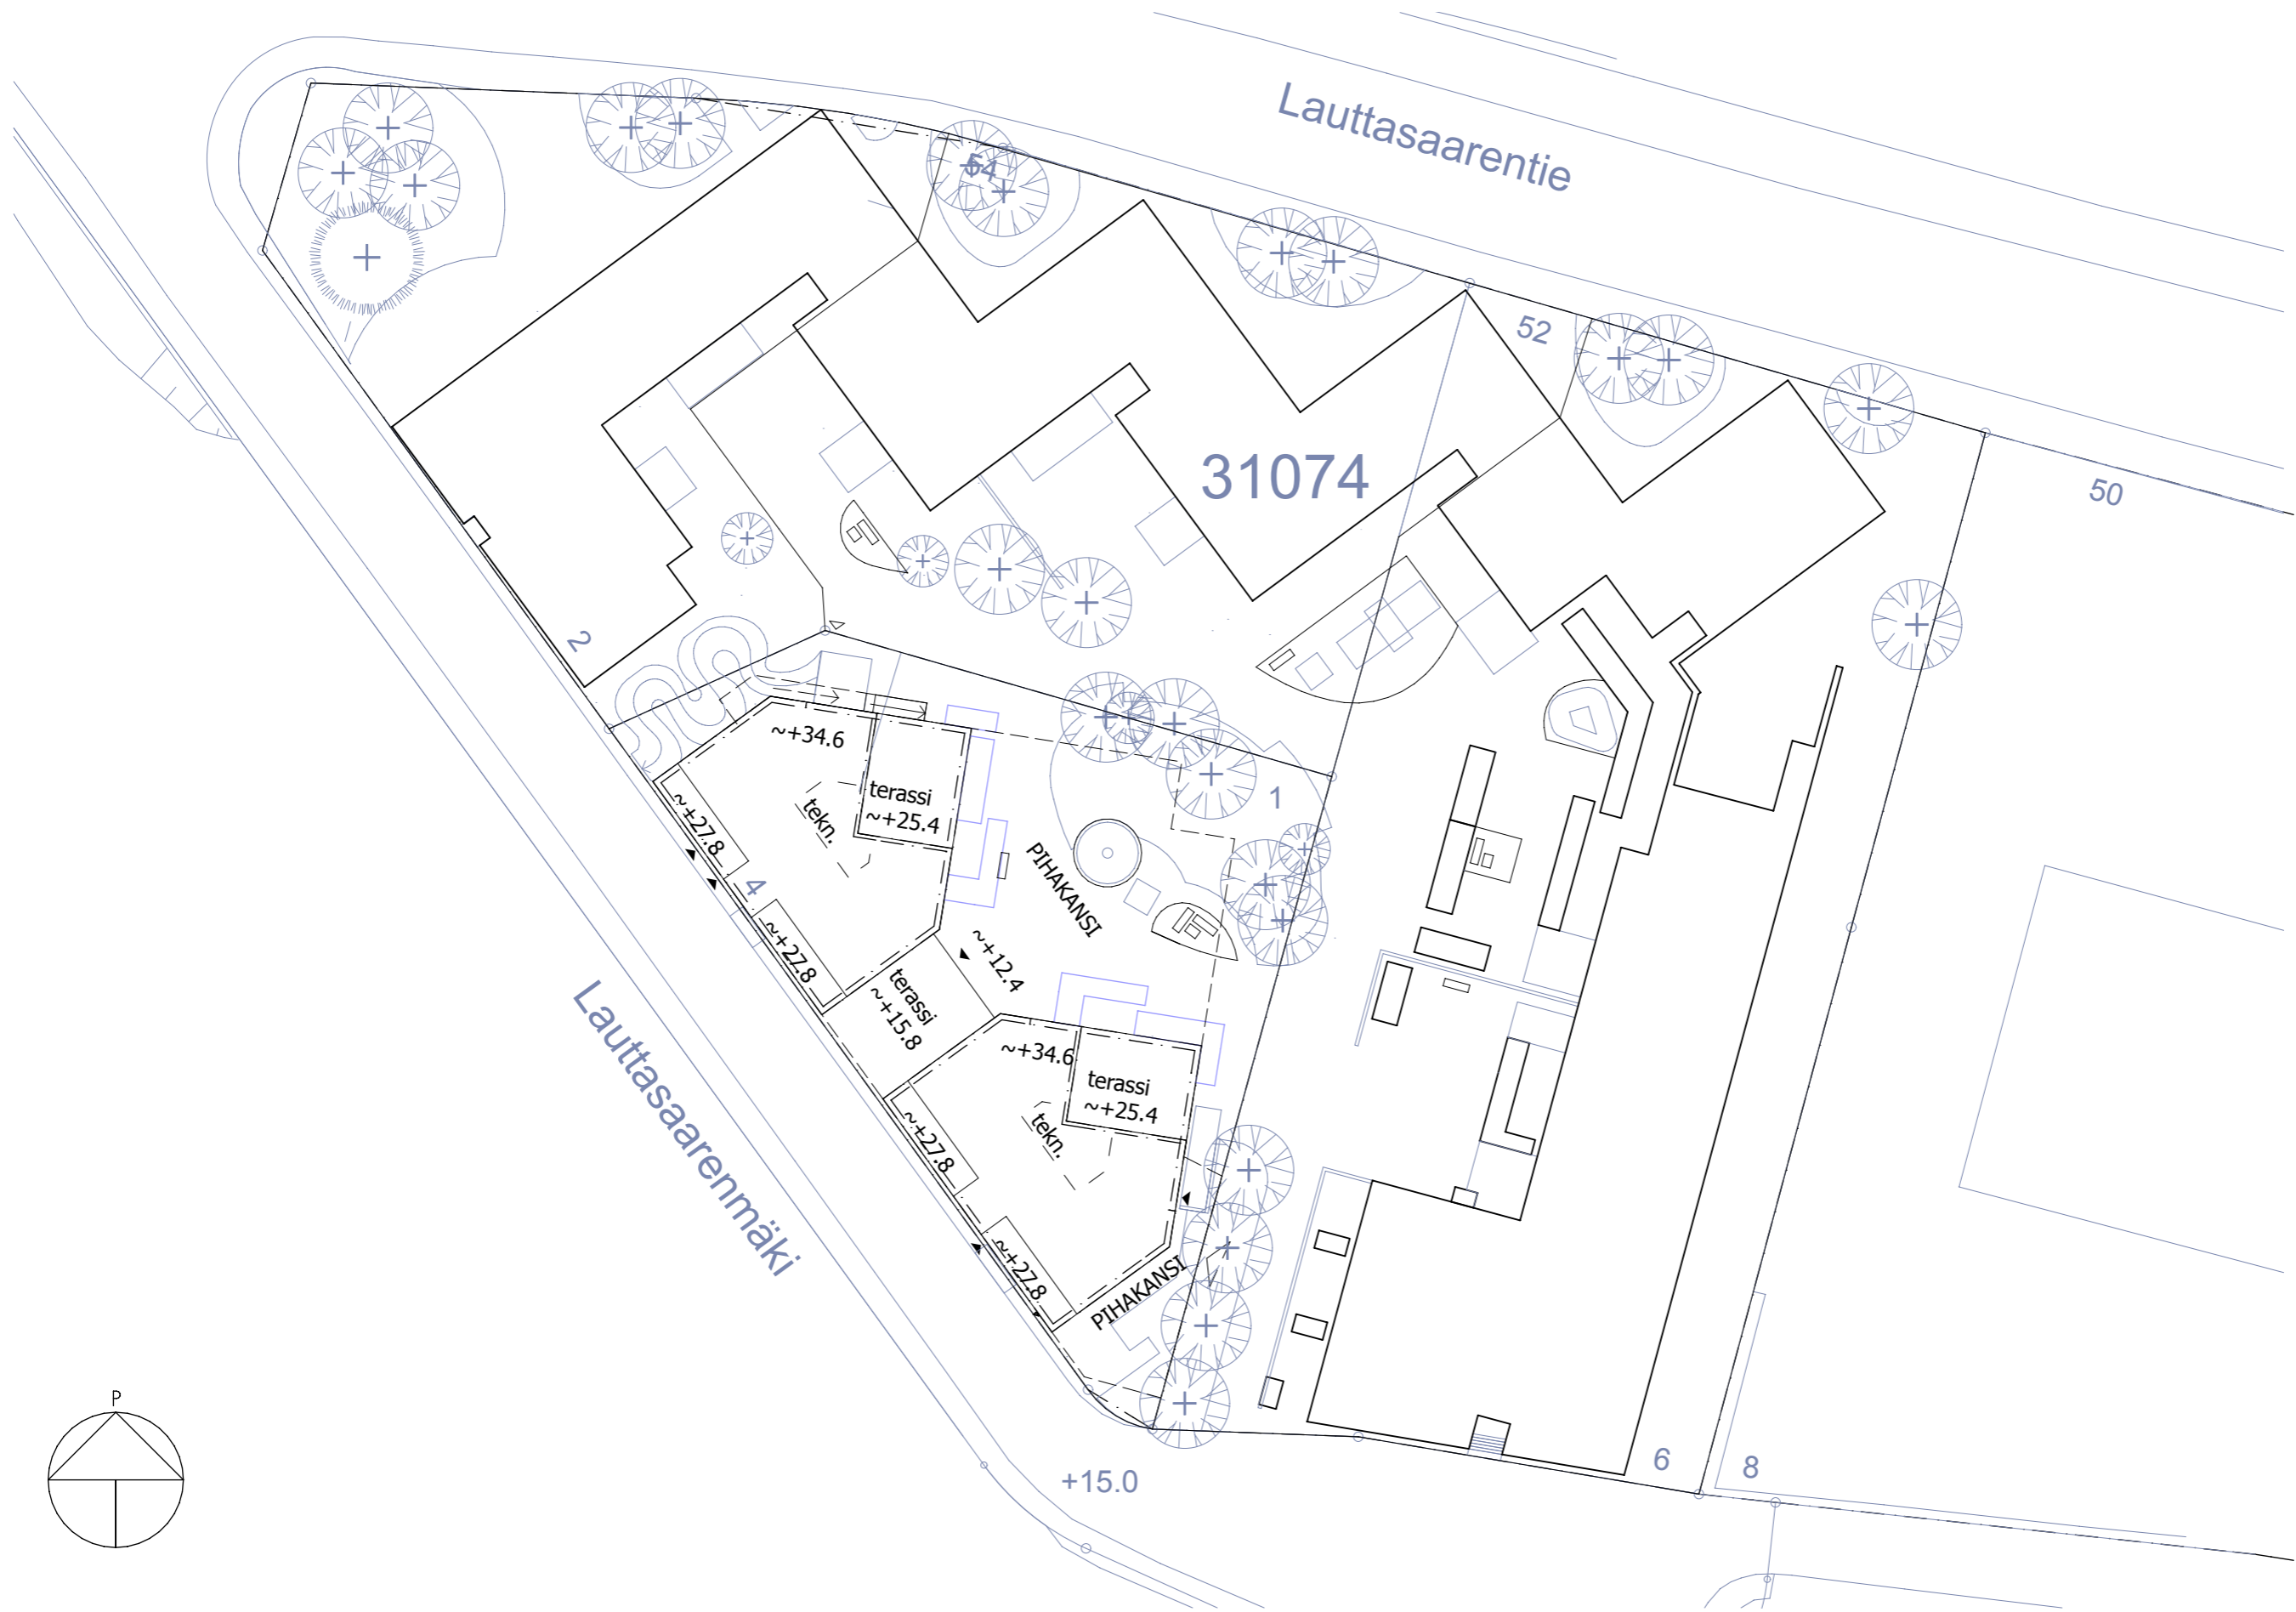 Lauttasaarentie
54
52
50
31074
2
~+34.6
terassi
~+25.4
tekn.
~+27.8
4
~+27.8
1
PIHAKANSI
~+12.4
terassi
~+15.8
~+34.6
terassi
~+25.4
tekn.
~+27.8
~+27.8
PIHAKANSI
Lauttasaarenmäki
P
+15.0
6
8